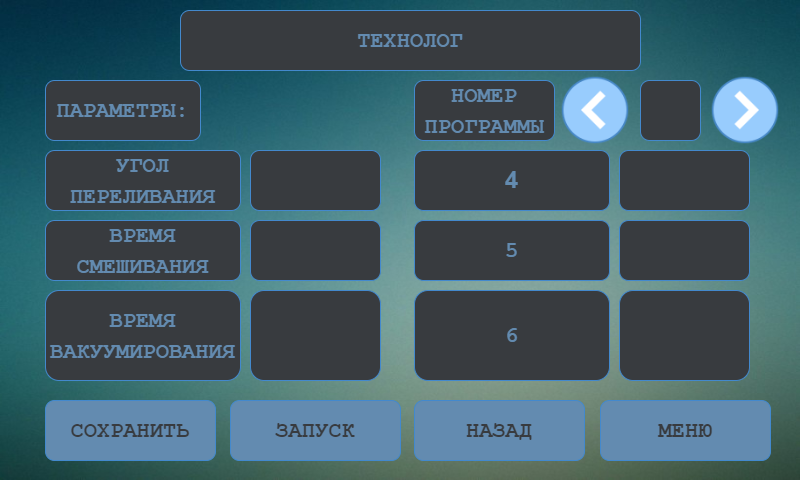 ТЕХНОЛОГ
ПАРАМЕТРЫ:
НОМЕР
ПРОГРАММЫ
УГОЛ
ПЕРЕЛИВАНИЯ
4
ВРЕМЯ
СМЕШИВАНИЯ
5
ВРЕМЯ
ВАКУУМИРОВАНИЯ
6
СОХРАНИТЬ
ЗАПУСК
НАЗАД
МЕНЮ